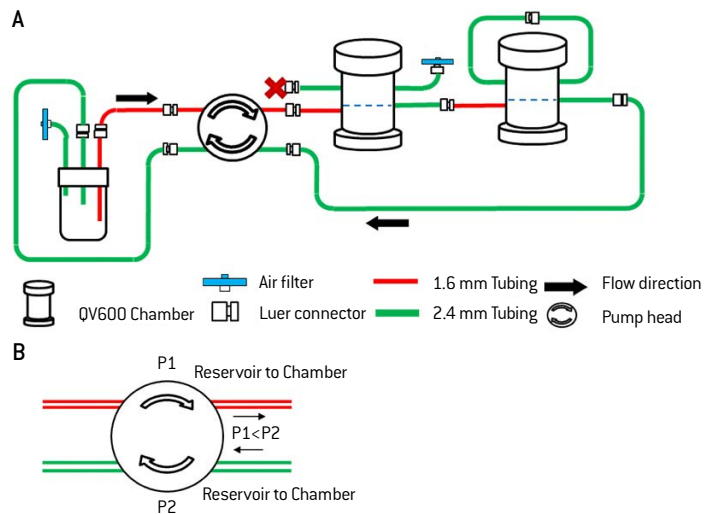 A
Air filter
1.6 mm Tubing
Flow direction
QV600 Chamber
Luer connector
2.4 mm Tubing
Pump head
B
P1
Reservoir to Chamber
P1<P2
Reservoir to Chamber
P2